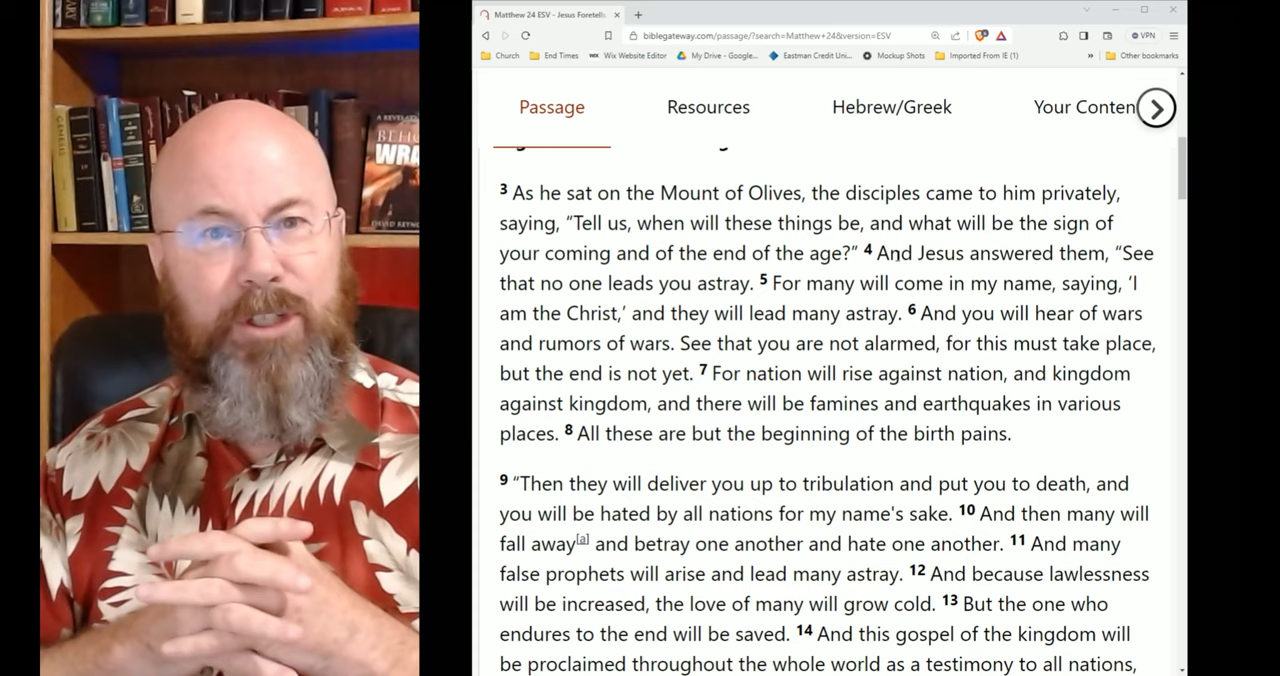 GENESIS
A REVELAT
BEHO
WRA
DAVID REYNO
Matthew 24 ESV - Jesus Foretells
biblegateway.com/passage/?search=Matthew+24&version=ESV
VPN
Church
End Times
WIX Wix Website Editor
My Drive - Google...
Eastman Credit Uni...
Mockup Shots
Imported From IE (1)
»
Other bookmarks
Passage
Resources
Hebrew/Greek
Your Conten
3 As he sat on the Mount of Olives, the disciples came to him privately,
saying, “Tell us, when will these things be, and what will be the sign of
your coming and of the end of the age?” 4 And Jesus answered them, “See
that no one leads you astray. 5 For many will come in my name, saying, ‘I
am the Christ,’ and they will lead many astray. 6 And you will hear of wars
and rumors of wars. See that you are not alarmed, for this must take place,
but the end is not yet. 7 For nation will rise against nation, and kingdom
against kingdom, and there will be famines and earthquakes in various
places. 8 All these are but the beginning of the birth pains.
9 “Then they will deliver you up to tribulation and put you to death, and
you will be hated by all nations for my name's sake. 10 And then many will
fall away[a] and betray one another and hate one another. 11 And many
false prophets will arise and lead many astray. 12 And because lawlessness
will be increased, the love of many will grow cold. 13 But the one who
endures to the end will be saved. 14 And this gospel of the kingdom will
be proclaimed throughout the whole world as a testimony to all nations,